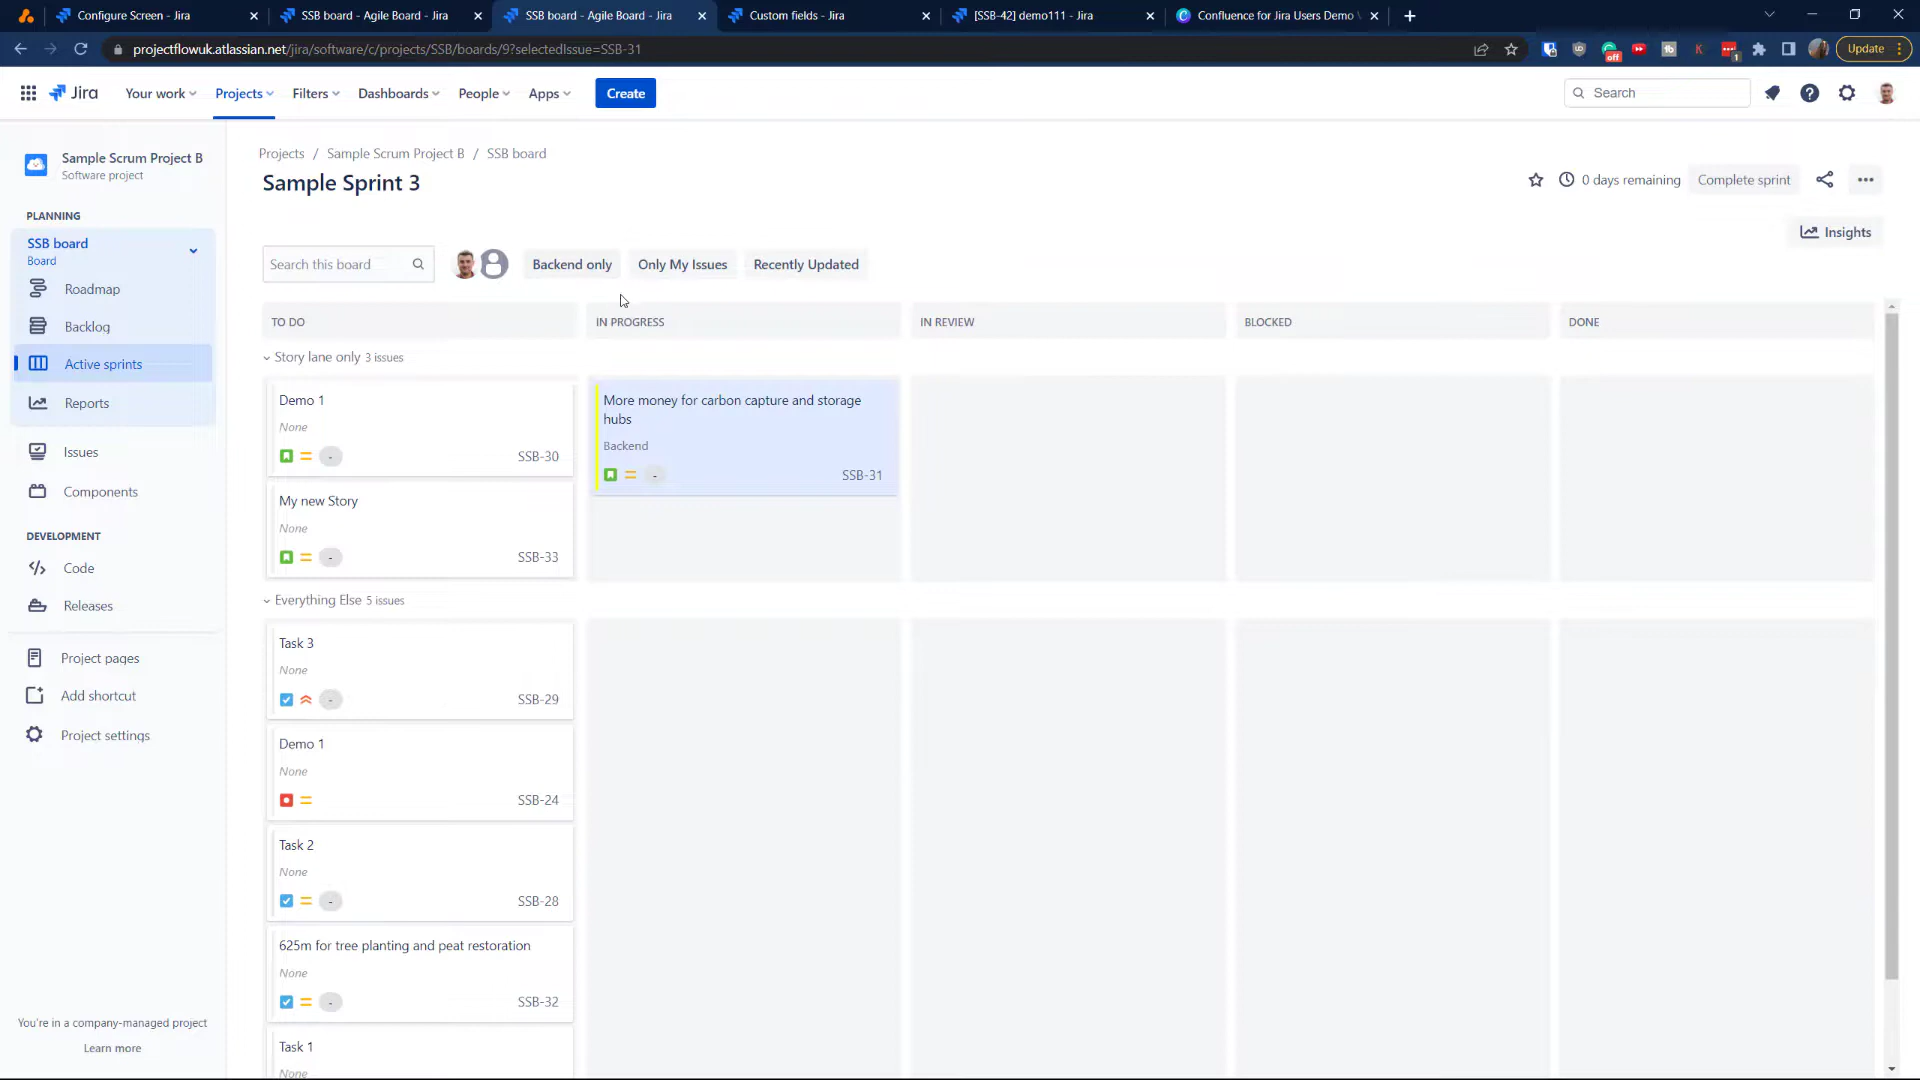 Configure Screen - Jira
SSB board - Agile Board - Jira
SSB board - Agile Board - Jira
Custom fields - Jira
[SSB-42] demo111 - Jira
Confluence for Jira Users Demo
projectflowuk.atlassian.net/jira/software/c/projects/SSB/boards/9?selectedIssue=SSB-31
off
1
Update
Jira
Your work
Projects
Filters
Dashboards
People
Apps
Create
Search
Sample Scrum Project B
Software project
PLANNING
SSB board
Board
Roadmap
Backlog
Active sprints
Reports
Issues
Components
DEVELOPMENT
Code
Releases
Project pages
Add shortcut
Project settings
You're in a company-managed project
Learn more
Projects / Sample Scrum Project B / SSB board
Sample Sprint 3
0 days remaining
Complete sprint
Insights
Search this board
Backend only
Only My Issues
Recently Updated
TO DO
IN PROGRESS
IN REVIEW
BLOCKED
DONE
Story lane only 3 issues
Demo 1
None
-
SSB-30
My new Story
None
-
SSB-33
More money for carbon capture and storage
hubs
Backend
-
SSB-31
Everything Else 5 issues
Task 3
None
-
SSB-29
Demo 1
None
SSB-24
Task 2
None
-
SSB-28
625m for tree planting and peat restoration
None
-
SSB-32
Task 1
None